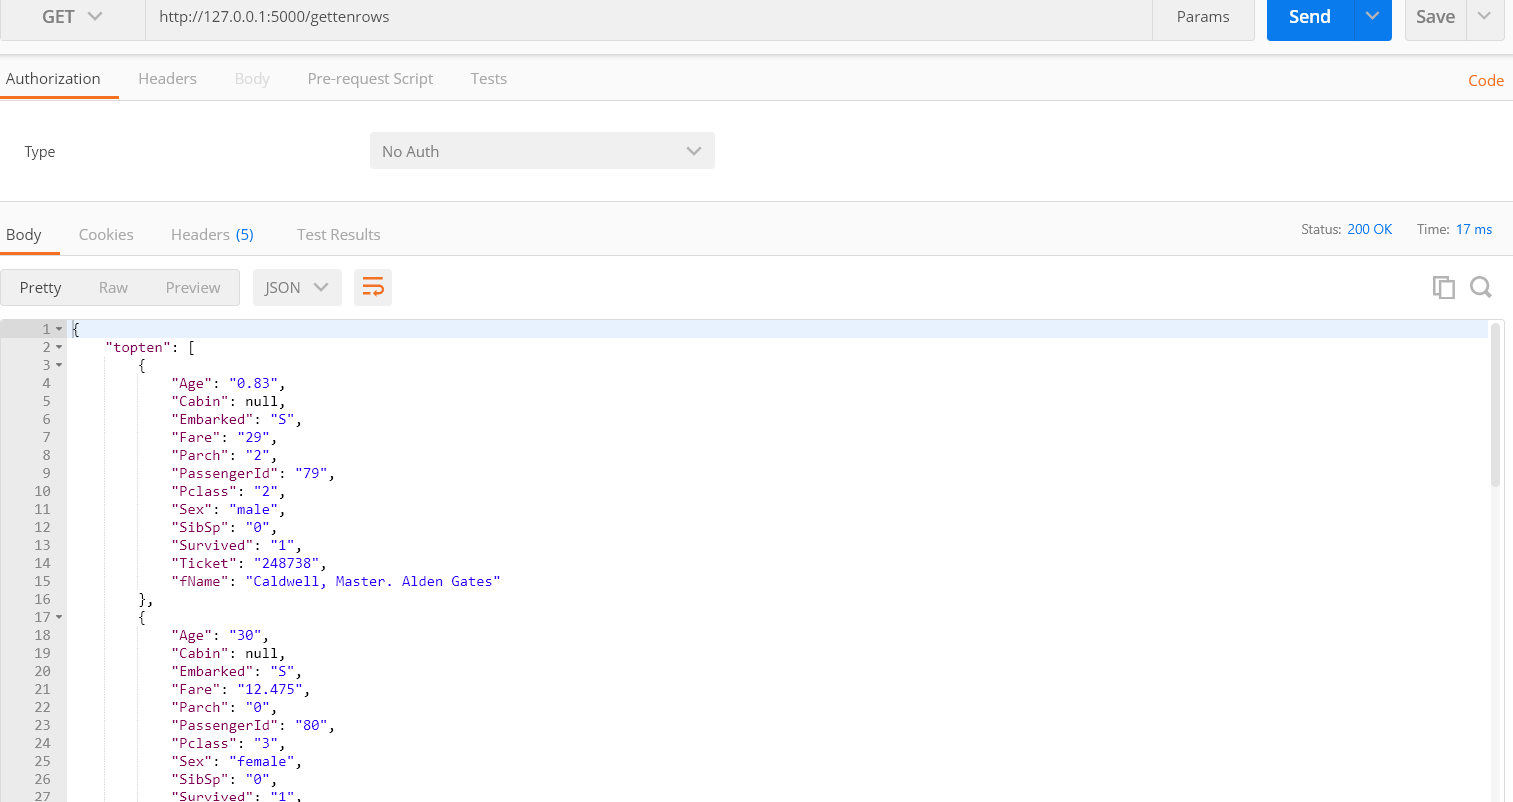 GET http://127.0.0.1:5000/gettenrows Params Send Save
Authorization Headers Body Pre-request Script Tests Code
Type No Auth
Body Cookies Headers (5) Test Results Status: 200 OK Time: 17 ms
Pretty Raw Preview JSON
1 {
2 "topten": [
3 {
4 "Age": "0.83",
5 "Cabin": null,
6 "Embarked": "S",
7 "Fare": "29",
8 "Parch": "2",
9 "PassengerId": "79",
10 "Pclass": "2",
11 "Sex": "male",
12 "SibSp": "0",
13 "Survived": "1",
14 "Ticket": "248738",
15 "fName": "Caldwell, Master. Alden Gates"
16 },
17 {
18 "Age": "30",
19 "Cabin": null,
20 "Embarked": "S",
21 "Fare": "12.475",
22 "Parch": "0",
23 "PassengerId": "80",
24 "Pclass": "3",
25 "Sex": "female",
26 "SibSp": "0",
27 "Survived": "1",